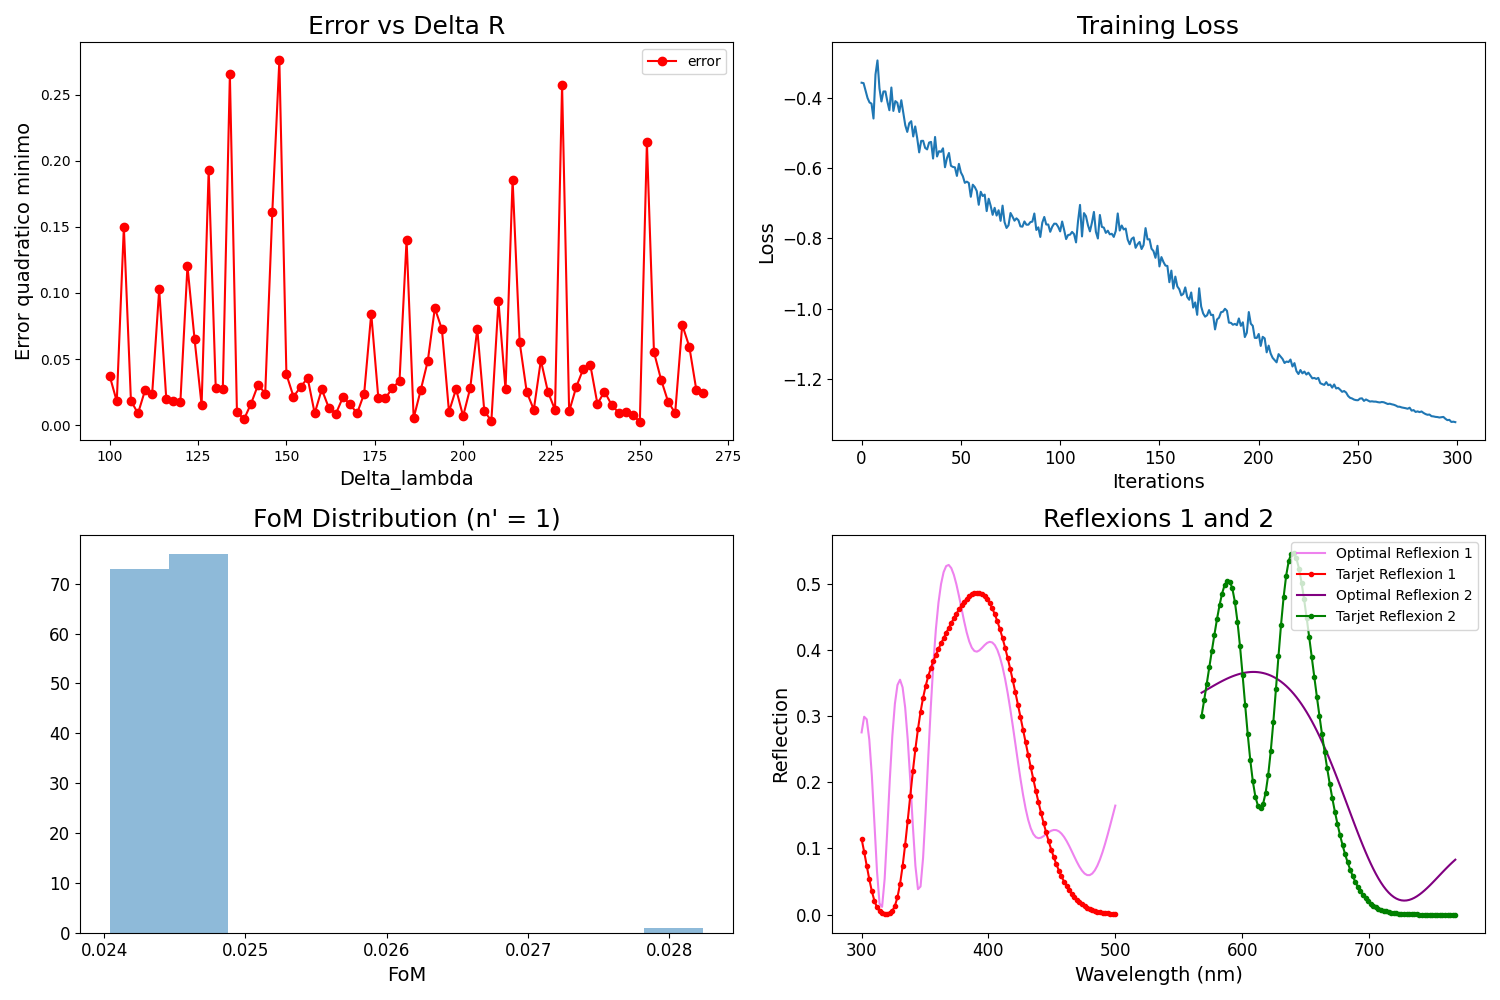 Error vs Delta R
error
Error quadratico minimo
0.25
0.20
0.15
0.10
0.05
0.00
100 125 150 175 200 225 250 275
Delta_lambda
Training Loss
Loss
−0.4
−0.6
−0.8
−1.0
−1.2
0 50 100 150 200 250 300
Iterations
FoM Distribution (n' = 1)
70
60
50
40
30
20
10
0
0.024 0.025 0.026 0.027 0.028
FoM
Reflexions 1 and 2
Optimal Reflexion 1
Tarjet Reflexion 1
Optimal Reflexion 2
Tarjet Reflexion 2
Reflection
0.5
0.4
0.3
0.2
0.1
0.0
300 400 500 600 700
Wavelength (nm)